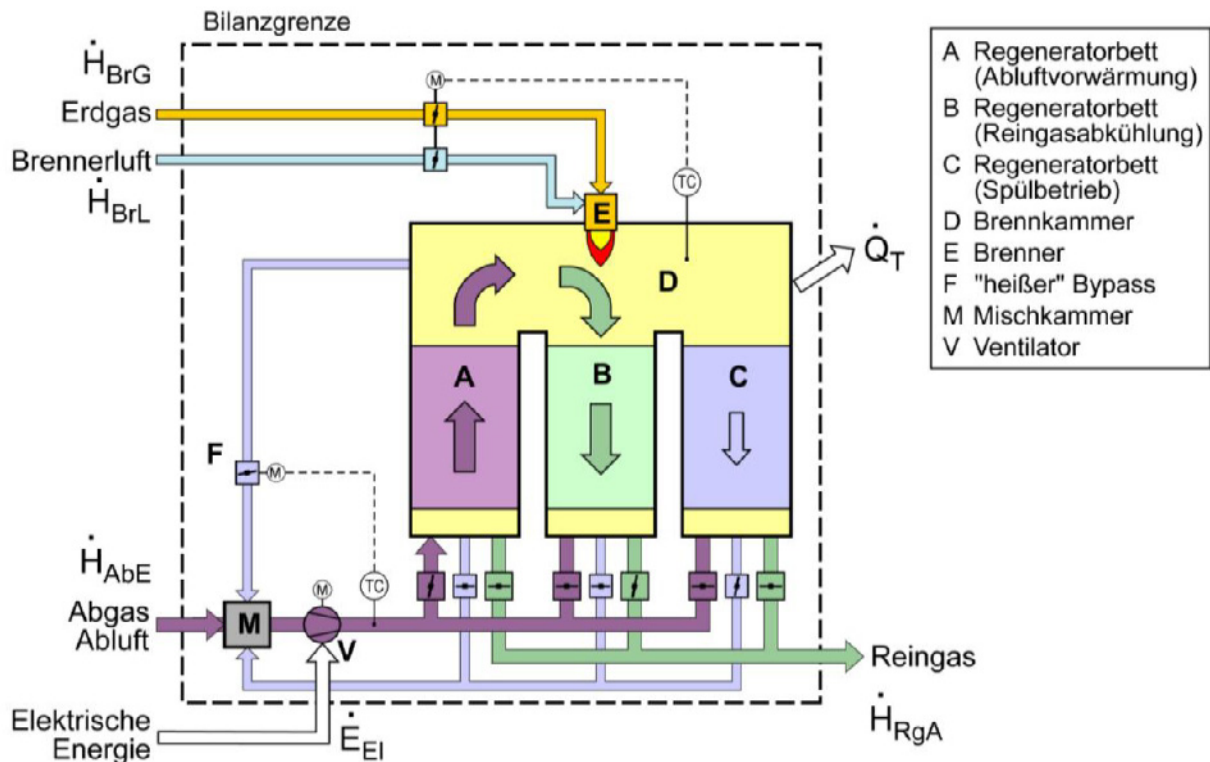 Bilanzgrenze
Ḣ_BrG
Erdgas
Brennerluft
Ḣ_BrL
M
TC
E
D
Q̇_T
A
B
C
F
M
Ḣ_AbE
Abgas
Abluft
M
M
TC
V
Reingas
Ḣ_RgA
Elektrische
Energie
Ė_El
A Regeneratorbett
(Abluftvorwärmung)
B Regeneratorbett
(Reingasabkühlung)
C Regeneratorbett
(Spülbetrieb)
D Brennkammer
E Brenner
F "heißer" Bypass
M Mischkammer
V Ventilator